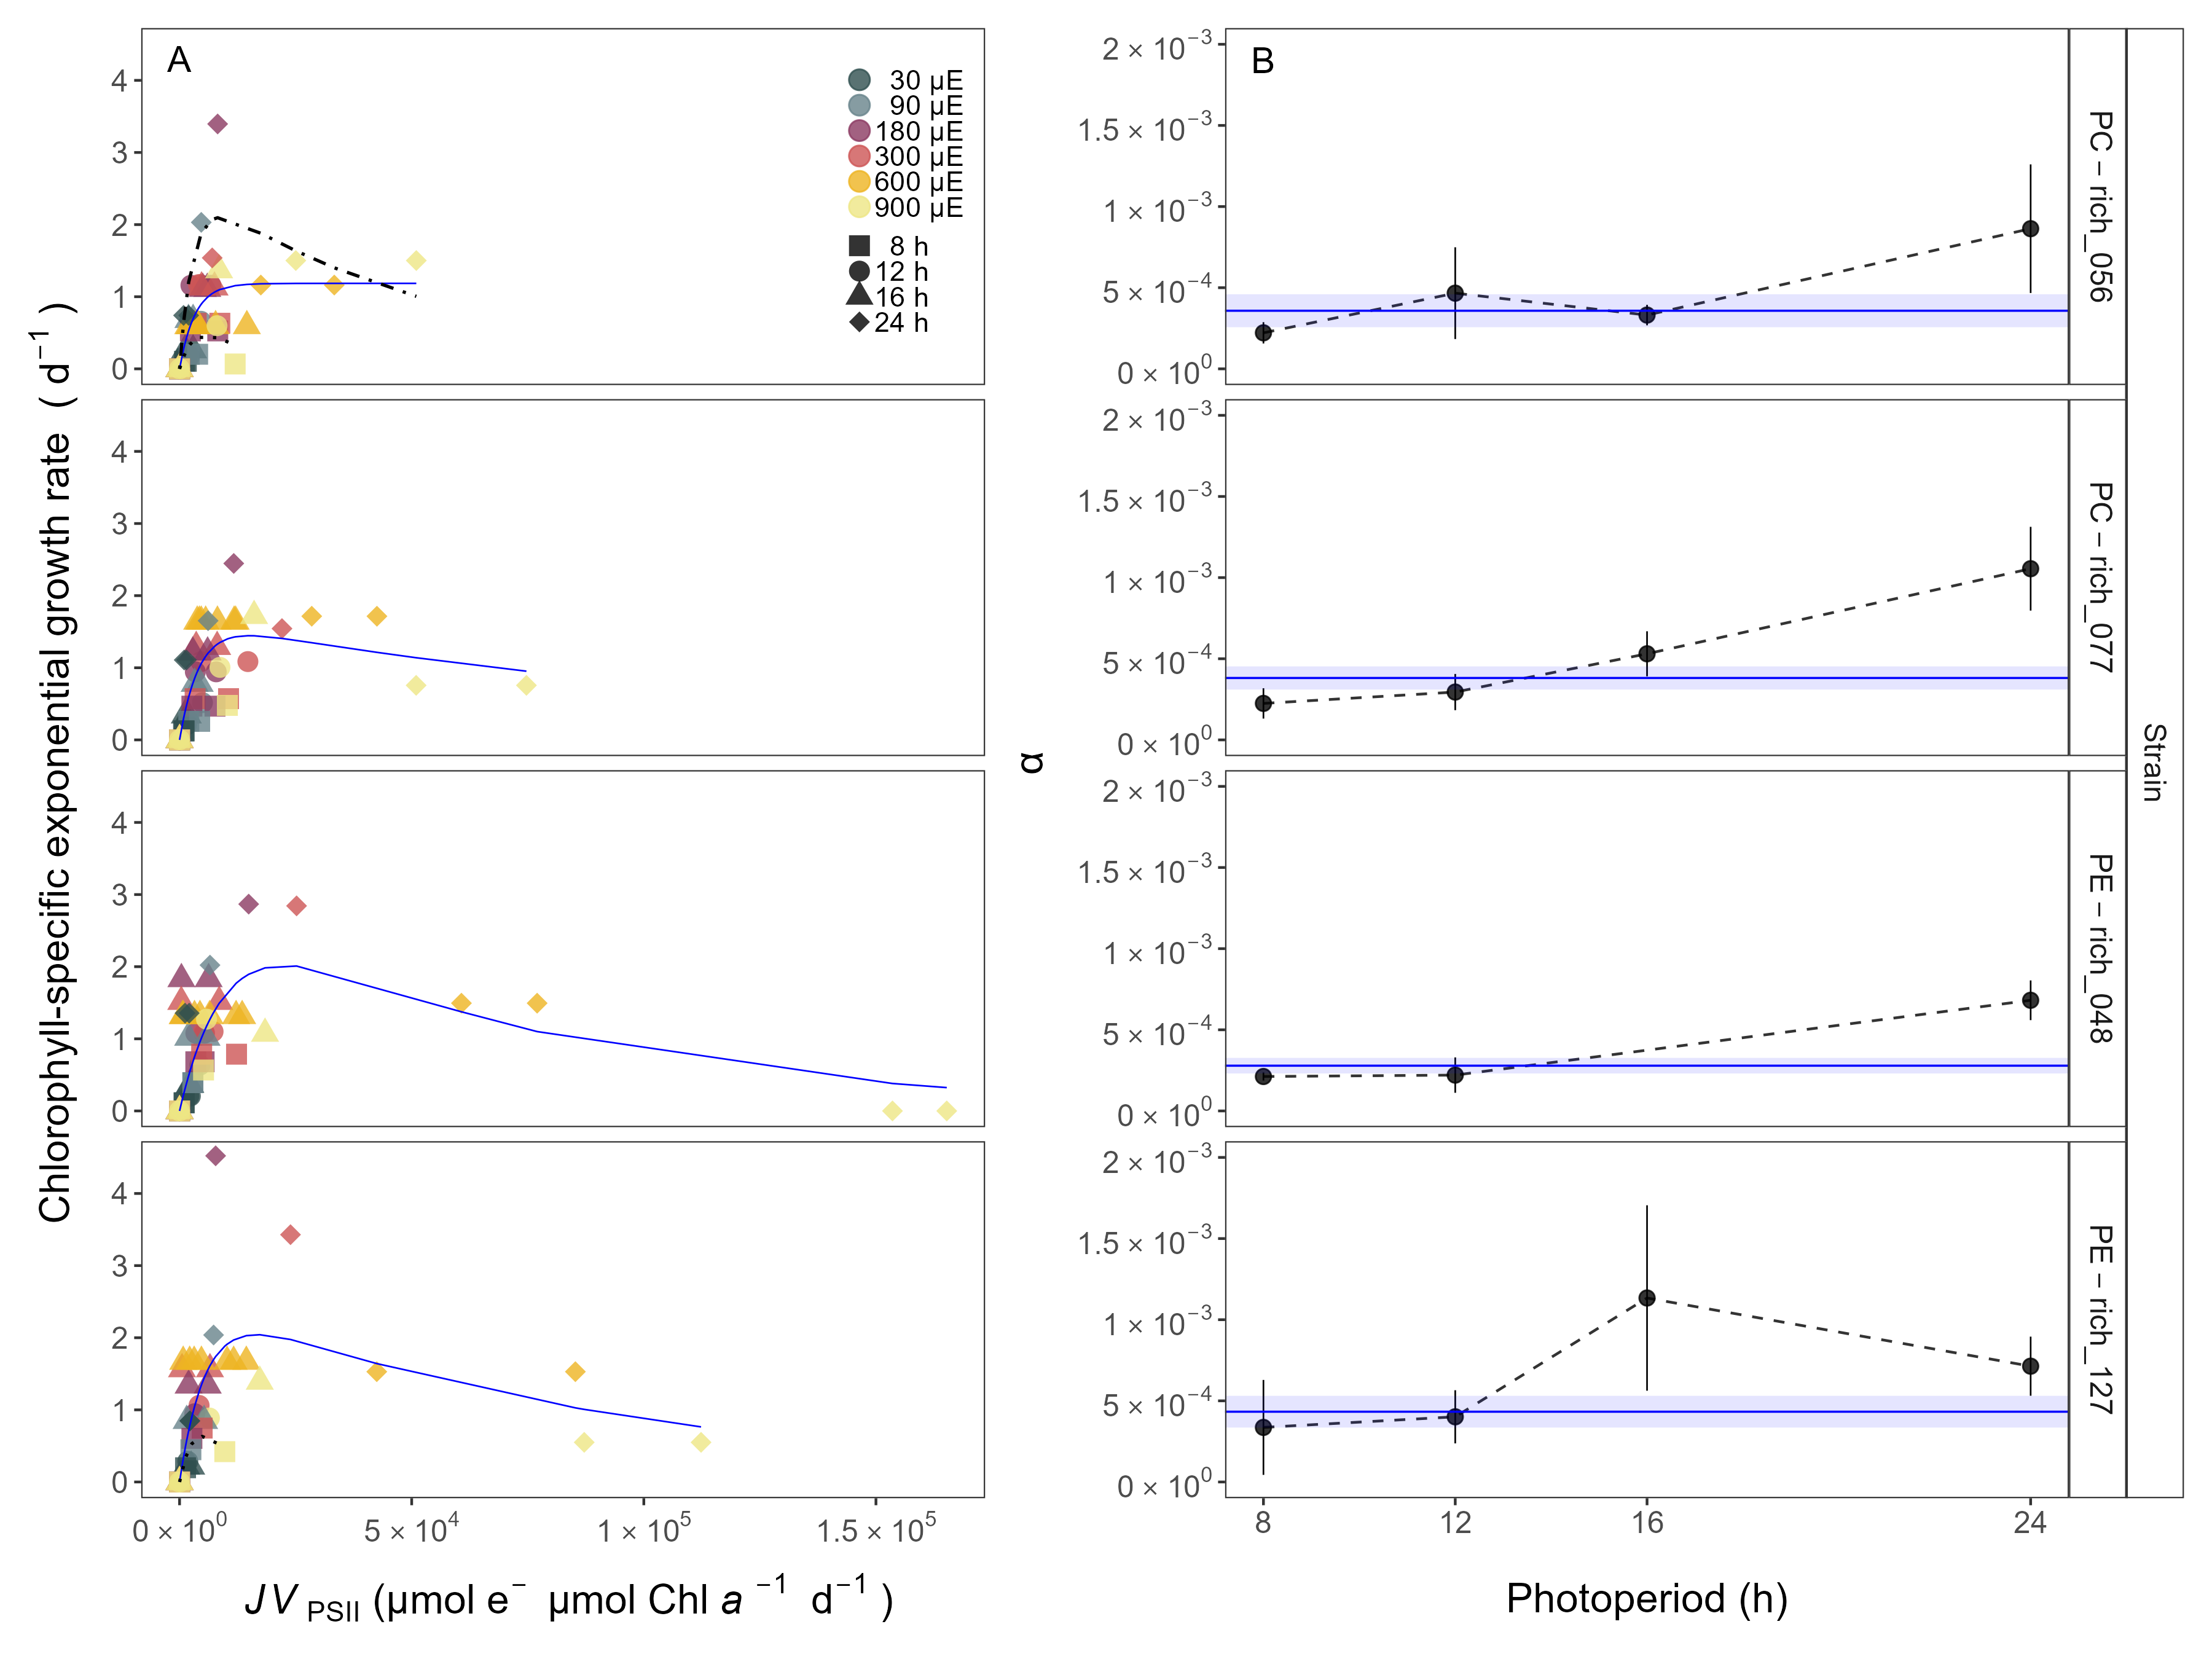 A
30 µE
90 µE
180 µE
300 µE
600 µE
900 µE
8 h
12 h
16 h
24 h
4
3
2
1
0
4
3
2
1
0
4
3
2
1
0
4
3
2
1
0
Chlorophyll-specific exponential growth rate ( d⁻¹ )
0 × 10⁰ 5 × 10⁴ 1 × 10⁵ 1.5 × 10⁵
JV PSII (µmol e⁻ µmol Chl a ⁻¹ d⁻¹ )
B
2 × 10⁻³
1.5 × 10⁻³
1 × 10⁻³
5 × 10⁻⁴
0 × 10⁰
2 × 10⁻³
1.5 × 10⁻³
1 × 10⁻³
5 × 10⁻⁴
0 × 10⁰
2 × 10⁻³
1.5 × 10⁻³
1 × 10⁻³
5 × 10⁻⁴
0 × 10⁰
2 × 10⁻³
1.5 × 10⁻³
1 × 10⁻³
5 × 10⁻⁴
0 × 10⁰
α
8 12 16 24
Photoperiod (h)
PC − rich_056
PC − rich_077
PE − rich_048
PE − rich_127
Strain